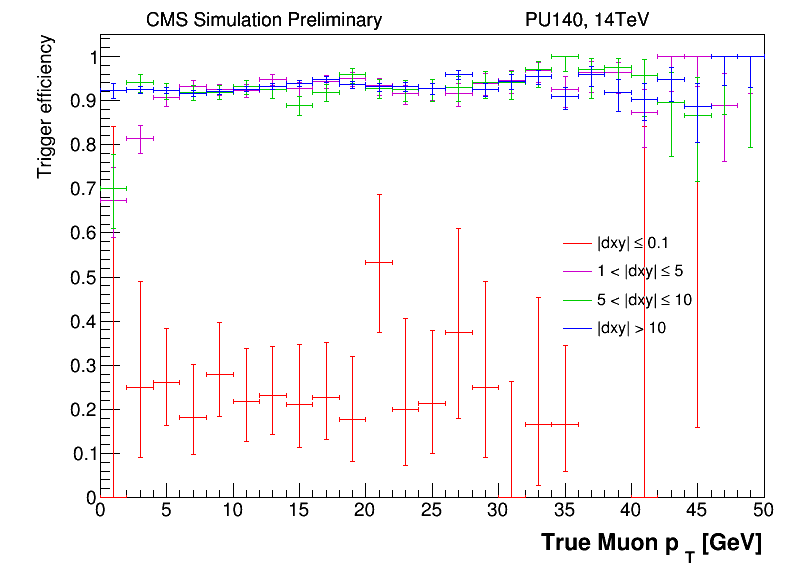 CMS Simulation Preliminary
PU140, 14TeV
Trigger efficiency
1
0.9
0.8
0.7
0.6
0.5
0.4
0.3
0.2
0.1
0
|dxy| ≤ 0.1
1 < |dxy| ≤ 5
5 < |dxy| ≤ 10
|dxy| > 10
0 5 10 15 20 25 30 35 40 45 50
True Muon p T [GeV]